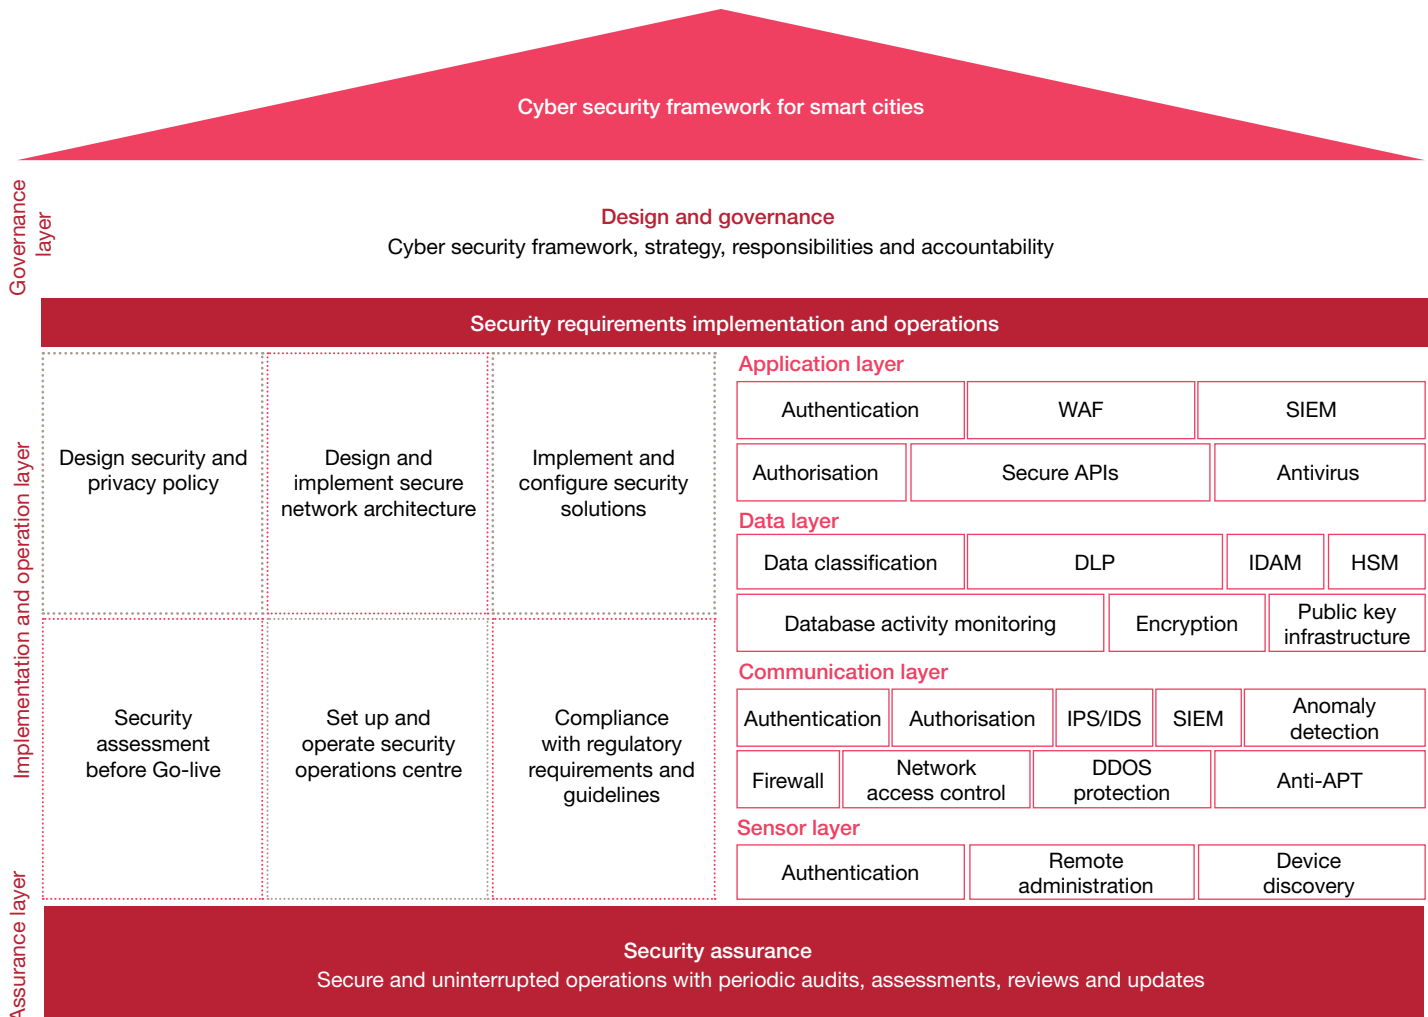 Cyber security framework for smart cities
Governance
layer
Design and governance
Cyber security framework, strategy, responsibilities and accountability
Security requirements implementation and operations
Implementation and operation layer
Design security and
privacy policy
Design and
implement secure
network architecture
Implement and
configure security
solutions
Security
assessment
before Go-live
Set up and
operate security
operations centre
Compliance
with regulatory
requirements and
guidelines
Application layer
Authentication
WAF
SIEM
Authorisation
Secure APIs
Antivirus
Data layer
Data classification
DLP
IDAM
HSM
Database activity monitoring
Encryption
Public key
infrastructure
Communication layer
Authentication
Authorisation
IPS/IDS
SIEM
Anomaly
detection
Firewall
Network
access control
DDOS
protection
Anti-APT
Sensor layer
Authentication
Remote
administration
Device
discovery
Assurance layer
Security assurance
Secure and uninterrupted operations with periodic audits, assessments, reviews and updates